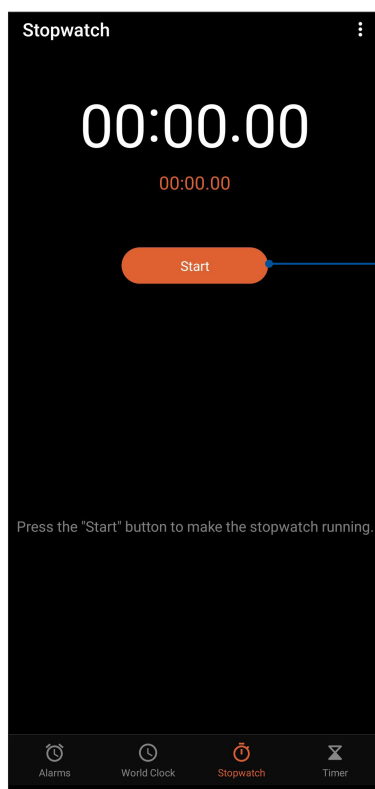 Stopwatch
00:00.00
00:00.00
Start
Press the "Start" button to make the stopwatch running.
Alarms World Clock Stopwatch Timer